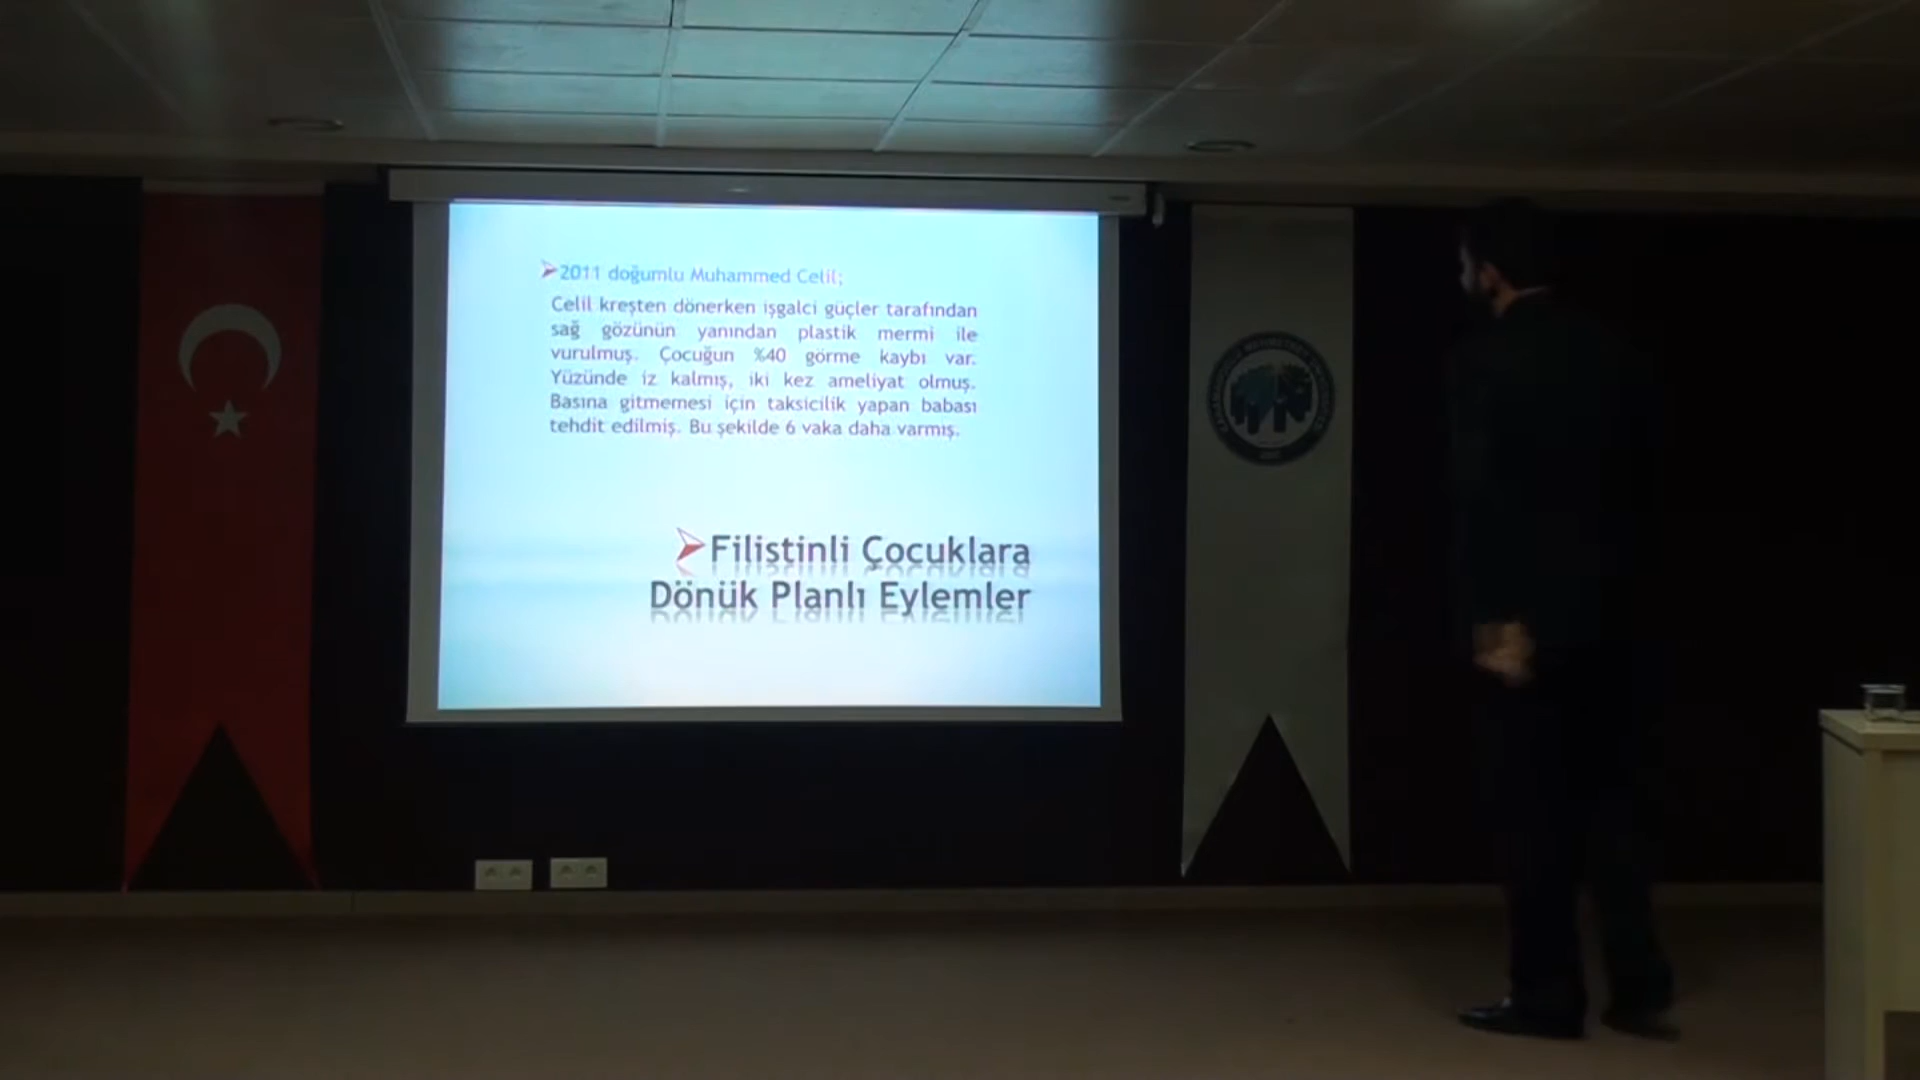 2011 doğumlu Muhammed Celil;
Celil kreşten dönerken işgalci güçler tarafından
sağ gözünün yanından plastik mermi ile
vurulmuş. Çocuğun %40 görme kaybı var.
Yüzünde iz kalmış, iki kez ameliyat olmuş.
Basına gitmemesi için taksicilik yapan babası
tehdit edilmiş. Bu şekilde 6 vaka daha varmış.
Filistinli Çocuklara
Dönük Planlı Eylemler